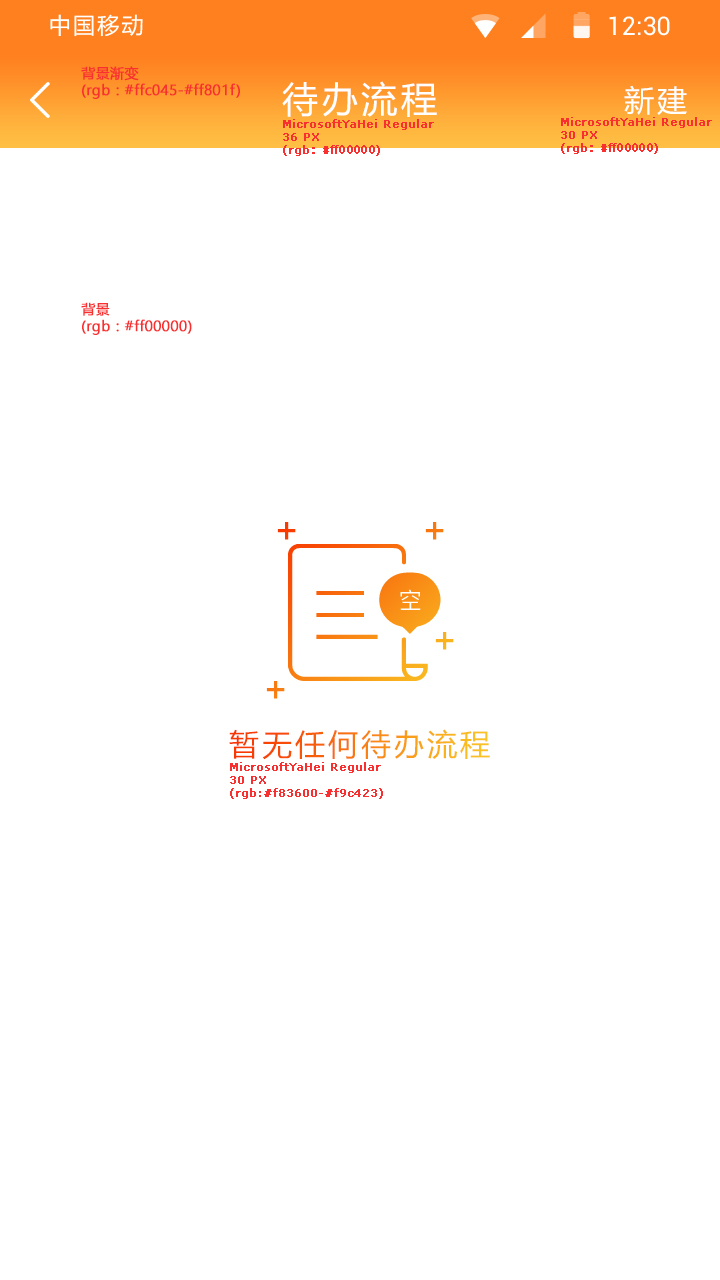 中国移动 12:30
背景渐变
(rgb：#ffc045-#ff801f)
待办流程 新建
MicrosoftYaHei Regular
36 PX
(rgb: #ff00000)
MicrosoftYaHei Regular
30 PX
(rgb: #ff00000)
背景
(rgb：#ff00000)
空
暂无任何待办流程
MicrosoftYaHei Regular
30 PX
(rgb:#f83600-#f9c423)